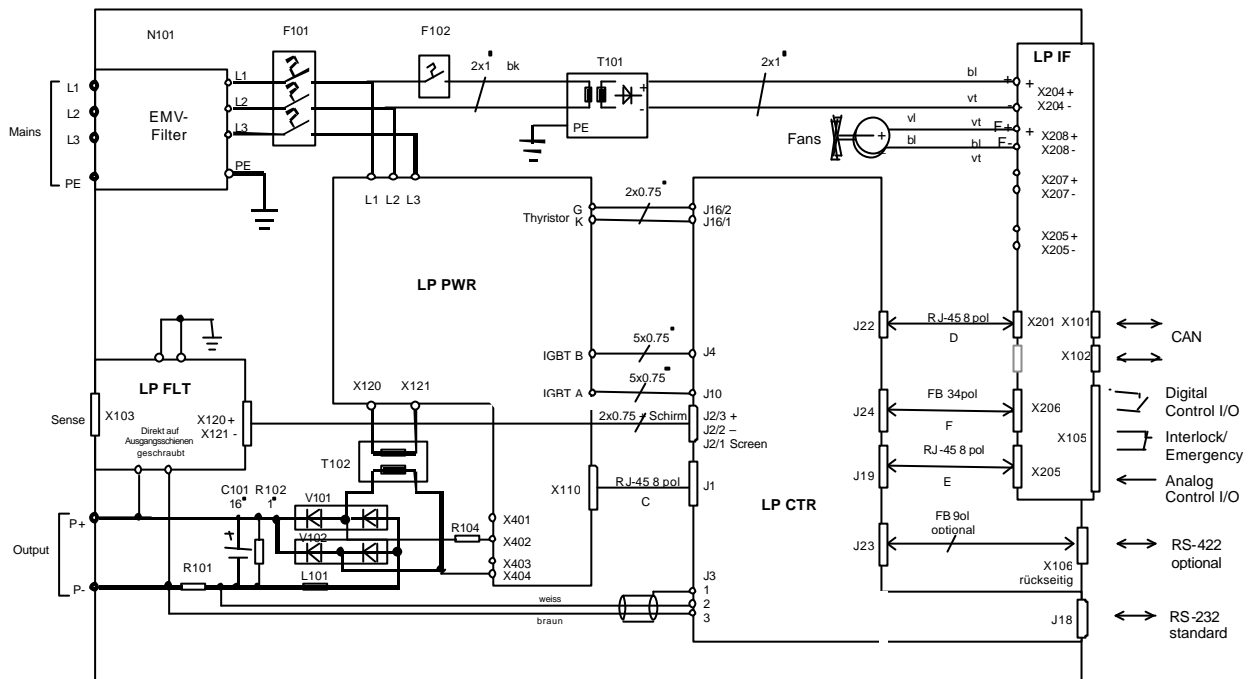 N101
F101
F102
T101
LP IF
2x1▪ bk
2x1▪
L1
L2
L3
PE
Mains
EMV-
Filter
L1
L2
L3
PE
PE
+
-
bl
vt
+
-
+
X204 +
X204 -
Fans
+
vl
bl
vt
bl
vt
F+
F-
+
X208 +
X208 -
X207 +
X207 -
X205 +
X205 -
L1 L2 L3
Thyristor
G
K
2x0.75▪
J16/2
J16/1
LP PWR
IGBT B
5x0.75▪
J4
IGBT A
5x0.75▪
J10
X120
X121
2x0.75 + Schirm
J2/3 +
J2/2 –
J2/1 Screen
LP FLT
Sense
X103
X120 +
X121 -
Direkt auf
Ausgangsschienen
geschraubt
T102
X110
RJ-45 8 pol
C
J1
LP CTR
J22
RJ-45 8 pol
D
X201
X101
CAN
X102
J24
FB 34pol
F
X206
X105
Digital
Control I/O
Interlock/
Emergency
Analog
Control I/O
J19
RJ-45 8 pol
E
X205
J23
FB 9ol
optional
X106
rückseitig
RS-422
optional
J18
RS-232
standard
C101
16▪
R102
1▪
V101
V102
R104
X401
X402
X403
X404
Output
P+
P-
R101
L101
+
J3
1
2
3
weiss
braun